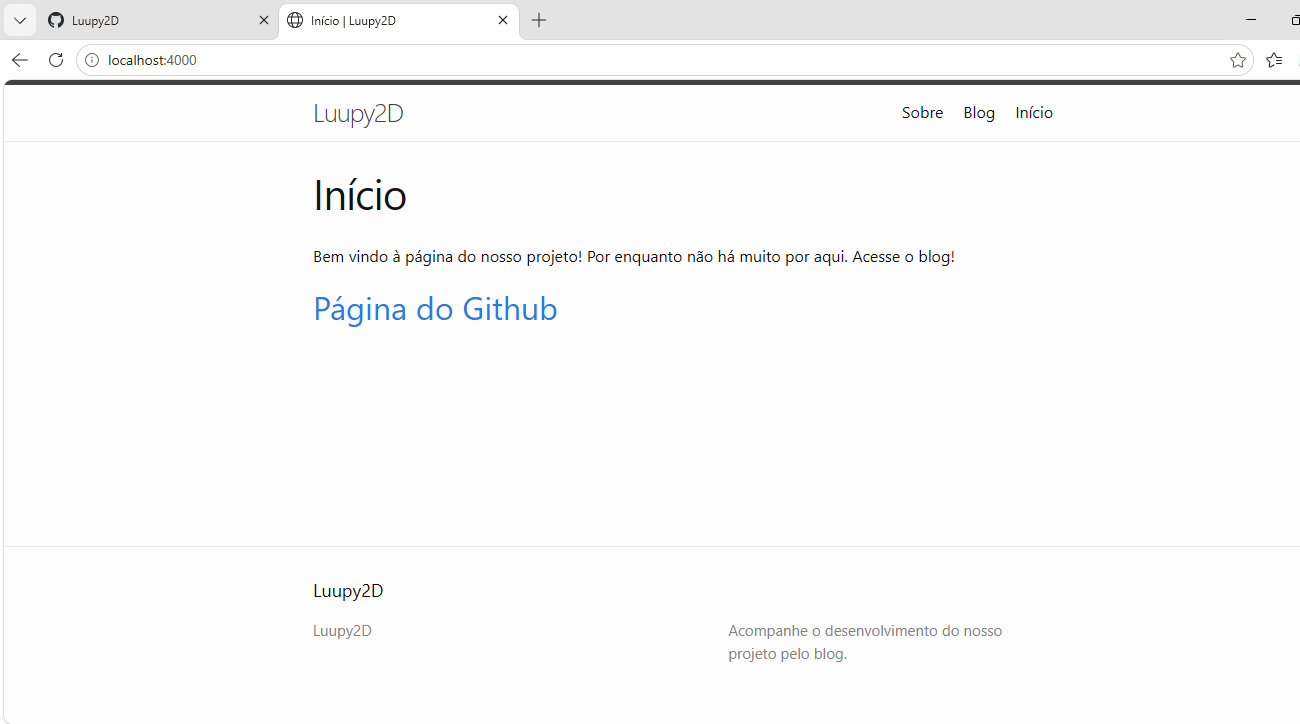 Luupy2D
Início | Luupy2D
localhost:4000
Luupy2D
Sobre Blog Início
Início
Bem vindo à página do nosso projeto! Por enquanto não há muito por aqui. Acesse o blog!
Página do Github
Luupy2D
Luupy2D
Acompanhe o desenvolvimento do nosso
projeto pelo blog.